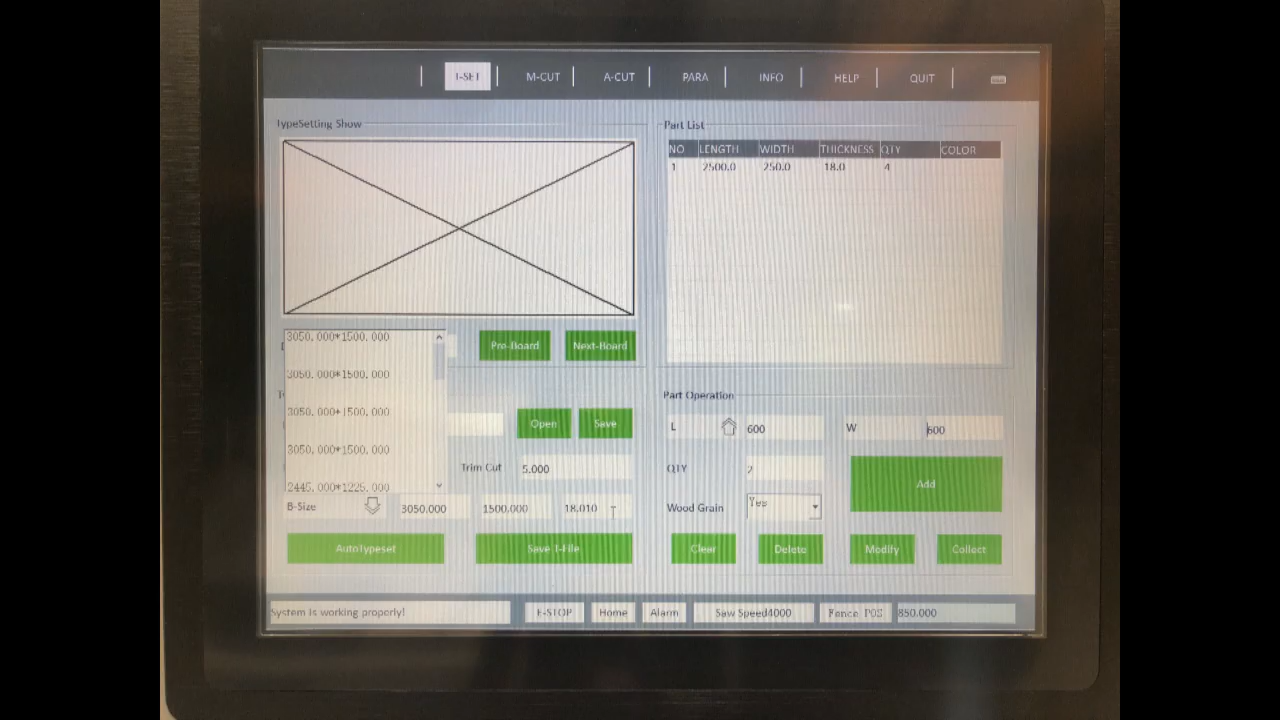 T-SET M-CUT A-CUT PARA INFO HELP QUIT
TypeSetting Show
3050.000*1500.000
3050.000*1500.000
3050.000*1500.000
3050.000*1500.000
2445.000*1225.000
Pre-Board Next-Board
Open Save
Trim Cut 5.000
B-Size 3050.000 1500.000 18.010
AutoTypeset Save T-File
Part List
NO LENGTH WIDTH THICKNESS QTY COLOR
1 2500.0 250.0 18.0 4
Part Operation
L 600 W 600
QTY 2
Add
Wood Grain Yes
Clear Delete Modify Collect
System is working properly! E-STOP Home Alarm Saw Speed4000 Fence POS 850.000